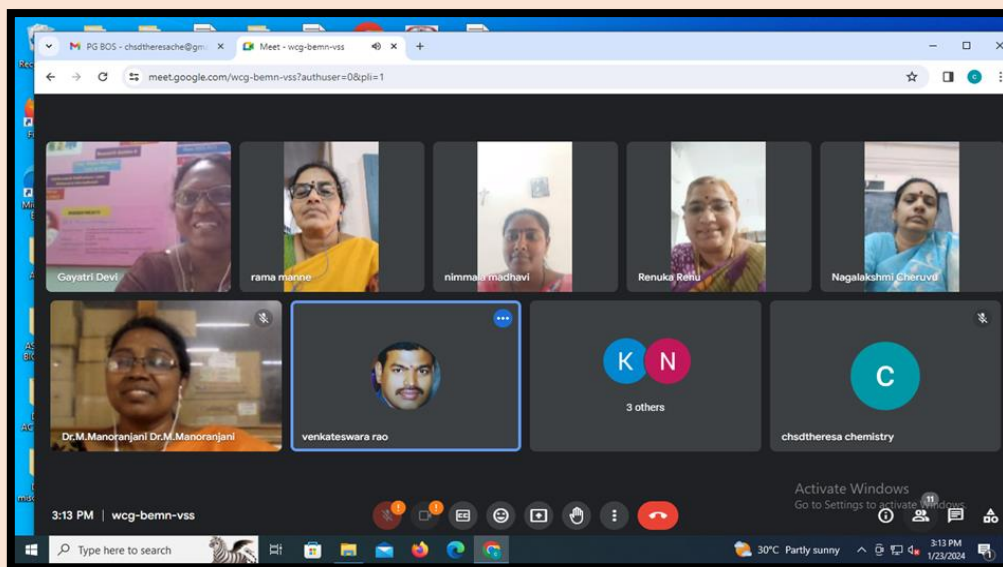 PG BOS - chsdtheresache@gm
Meet - wcg-bemn-vss
meet.google.com/wcg-bemn-vss?authuser=0&pli=1
Gayatri Devi
rama manne
nimmala madhavi
Renuka Renu
Nagalakshmi Cheruvu
Dr.M.Manoranjani Dr.M.Manoranjani
venkateswara rao
K N
3 others
C
chsdtheresa chemistry
Activate Windows
Go to Settings to activate Windows.
11
3:13 PM | wcg-bemn-vss
Type here to search
30°C Partly sunny
3:13 PM
1/23/2024